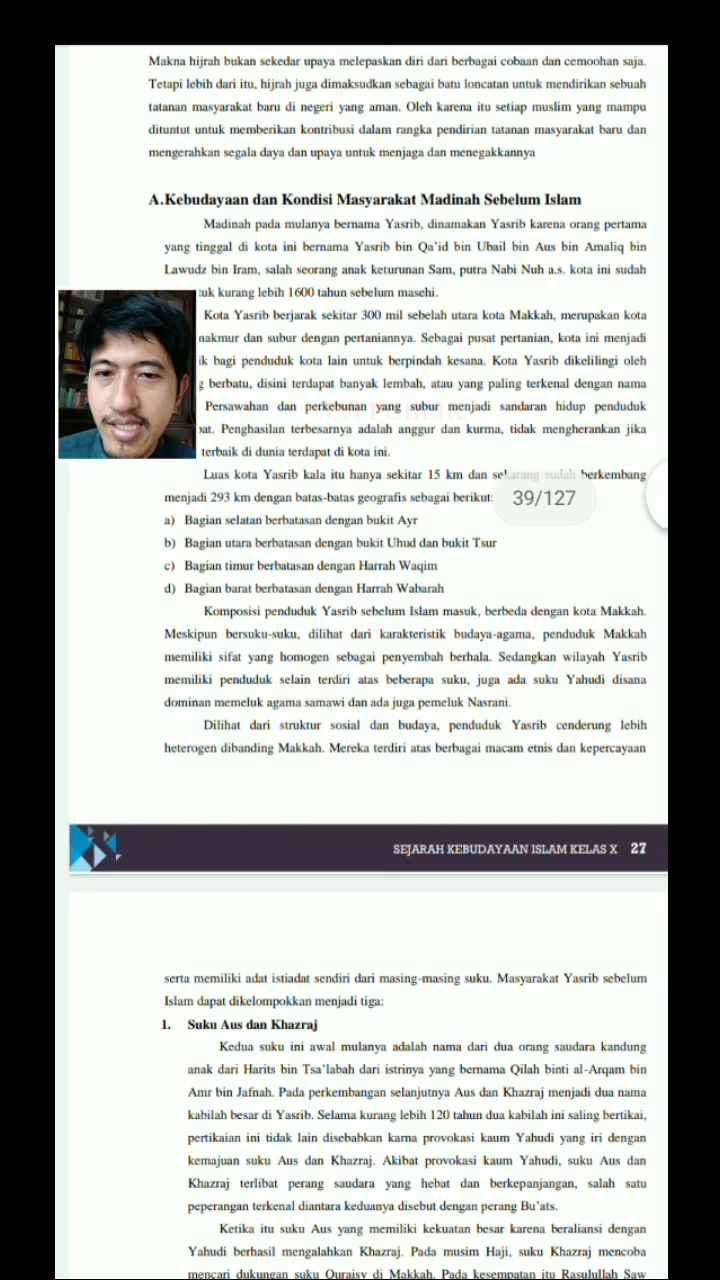 Makna hijrah bukan sekedar upaya melepaskan diri dari berbagai cobaan dan cemoohan saja.
Tetapi lebih dari itu, hijrah juga dimaksudkan sebagai batu loncatan untuk mendirikan sebuah
tatanan masyarakat baru di negeri yang aman. Oleh karena itu setiap muslim yang mampu
dituntut untuk memberikan kontribusi dalam rangka pendirian tatanan masyarakat baru dan
mengerahkan segala daya dan upaya untuk menjaga dan menegakkannya
A.Kebudayaan dan Kondisi Masyarakat Madinah Sebelum Islam
Madinah pada mulanya bernama Yasrib, dinamakan Yasrib karena orang pertama
yang tinggal di kota ini bernama Yasrib bin Qa'id bin Ubail bin Aus bin Amaliq bin
Lawudz bin Iram, salah seorang anak keturunan Sam, putra Nabi Nuh a.s. kota ini sudah
tuk kurang lebih 1600 tahun sebelum masehi.
Kota Yasrib berjarak sekitar 300 mil sebelah utara kota Makkah, merupakan kota
nakmur dan subur dengan pertaniannya. Sebagai pusat pertanian, kota ini menjadi
ik bagi penduduk kota lain untuk berpindah kesana. Kota Yasrib dikelilingi oleh
g berbatu, disini terdapat banyak lembah, atau yang paling terkenal dengan nama
Persawahan dan perkebunan yang subur menjadi sandaran hidup penduduk
at. Penghasilan terbesarnya adalah anggur dan kurma, tidak mengherankan jika
terbaik di dunia terdapat di kota ini.
Luas kota Yasrib kala itu hanya sekitar 15 km dan sekarang sudah berkembang
menjadi 293 km dengan batas-batas geografis sebagai berikut:
39/127
a) Bagian selatan berbatasan dengan bukit Ayr
b) Bagian utara berbatasan dengan bukit Uhud dan bukit Tsur
c) Bagian timur berbatasan dengan Harrah Waqim
d) Bagian barat berbatasan dengan Harrah Wabarah
Komposisi penduduk Yasrib sebelum Islam masuk, berbeda dengan kota Makkah.
Meskipun bersuku-suku, dilihat dari karakteristik budaya-agama, penduduk Makkah
memiliki sifat yang homogen sebagai penyembah berhala. Sedangkan wilayah Yasrib
memiliki penduduk selain terdiri atas beberapa suku, juga ada suku Yahudi disana
dominan memeluk agama samawi dan ada juga pemeluk Nasrani.
Dilihat dari struktur sosial dan budaya, penduduk Yasrib cenderung lebih
heterogen dibanding Makkah. Mereka terdiri atas berbagai macam etnis dan kepercayaan
SEJARAH KEBUDAYAAN ISLAM KELAS X 27
serta memiliki adat istiadat sendiri dari masing-masing suku. Masyarakat Yasrib sebelum
Islam dapat dikelompokkan menjadi tiga:
1. Suku Aus dan Khazraj
Kedua suku ini awal mulanya adalah nama dari dua orang saudara kandung
anak dari Harits bin Tsa'labah dari istrinya yang bernama Qilah binti al-Arqam bin
Amr bin Jafnah. Pada perkembangan selanjutnya Aus dan Khazraj menjadi dua nama
kabilah besar di Yasrib. Selama kurang lebih 120 tahun dua kabilah ini saling bertikai,
pertikaian ini tidak lain disebabkan karna provokasi kaum Yahudi yang iri dengan
kemajuan suku Aus dan Khazraj. Akibat provokasi kaum Yahudi, suku Aus dan
Khazraj terlibat perang saudara yang hebat dan berkepanjangan, salah satu
peperangan terkenal diantara keduanya disebut dengan perang Bu'ats.
Ketika itu suku Aus yang memiliki kekuatan besar karena beraliansi dengan
Yahudi berhasil mengalahkan Khazraj. Pada musim Haji, suku Khazraj mencoba
mencari dukungan suku Quraisy di Makkah. Pada kesempatan itu Rasulullah Saw